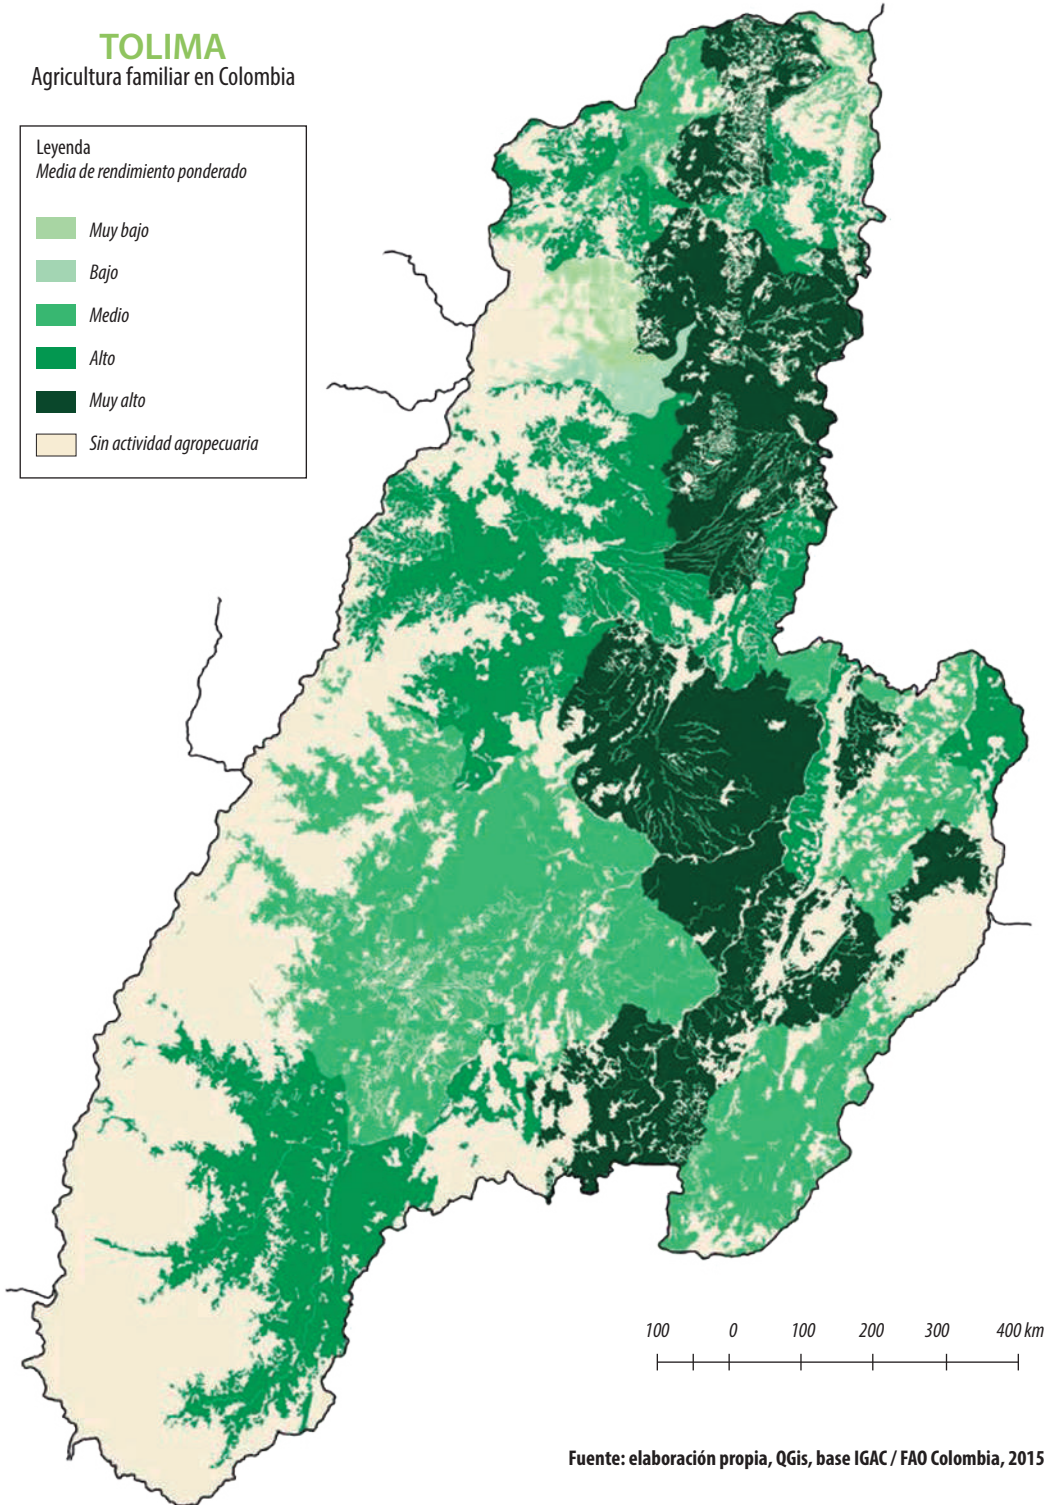 TOLIMA
Agricultura familiar en Colombia
Leyenda
Media de rendimiento ponderado
Muy bajo
Bajo
Medio
Alto
Muy alto
Sin actividad agropecuaria
100 0 100 200 300 400 km
Fuente: elaboración propia, QGis, base IGAC / FAO Colombia, 2015